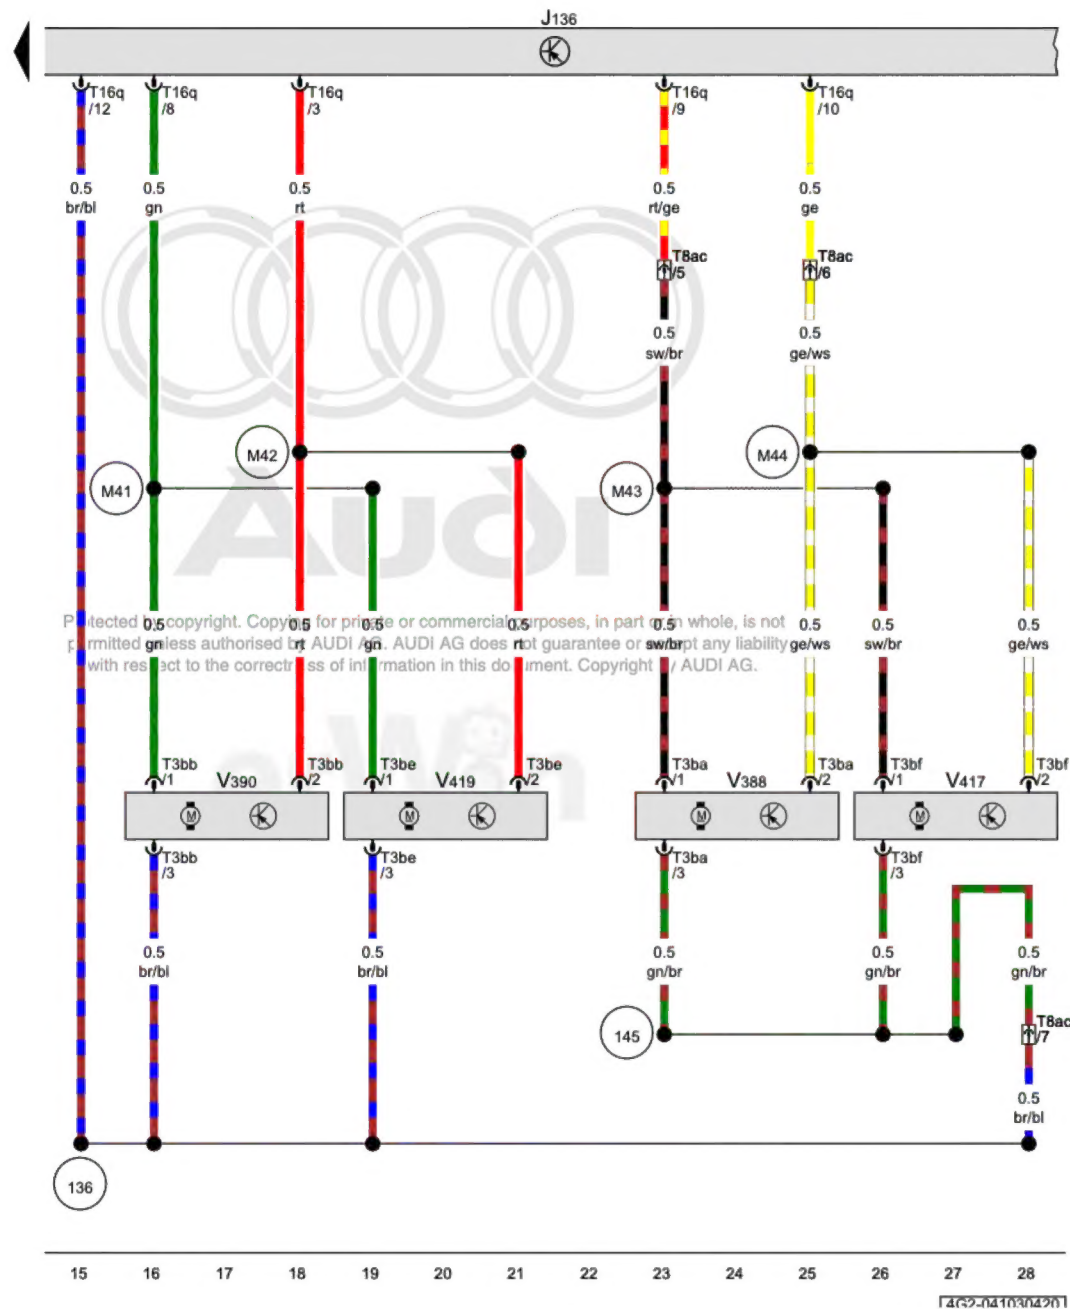 J136
T16q T16q T16q T16q T16q
/12 /8 /3 /9 /10
0.5 0.5 0.5 0.5 0.5
br/bl gn rt rt/ge ge
T8ac T8ac
/5 /6
0.5 0.5
sw/br ge/ws
M42 M44
M41 M43
Audi
Protected by copyright. Copying for private or commercial purposes, in part or in whole, is not
permitted unless authorised by AUDI AG. AUDI AG does not guarantee or accept any liability
with respect to the correctness of information in this document. Copyright by AUDI AG.
0.5 0.5 0.5 0.5 0.5 0.5 0.5 0.5
gn rt gn rt sw/br ge/ws sw/br ge/ws
T3bb T3bb T3be T3be T3ba T3ba T3bf T3bf
/1 V390 /2 /1 V419 /2 /1 V388 /2 /1 V417 /2
M M M M
T3bb T3be T3ba T3bf
/3 /3 /3 /3
0.5 0.5 0.5 0.5 0.5
br/bl br/bl gn/br gn/br gn/br
145
T8ac
/7
0.5
br/bl
136
15 16 17 18 19 20 21 22 23 24 25 26 27 28
4G2-041030420